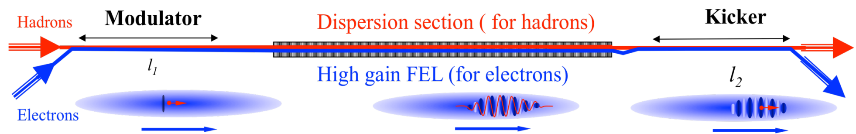 Modulator
Dispersion section ( for hadrons)
Kicker
Hadrons
l1
High gain FEL (for electrons)
l2
Electrons